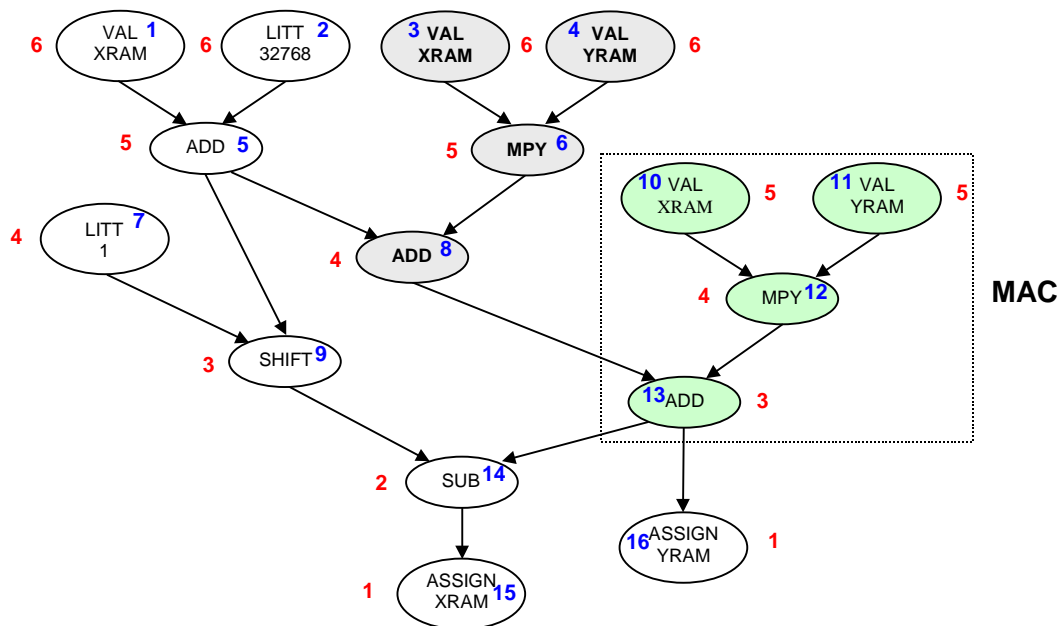 6 VAL 1
XRAM
6 LITT 2
32768
3 VAL 6
XRAM
4 VAL 6
YRAM
5 ADD 5
5 MPY 6
10 VAL 5
XRAM
11 VAL 5
YRAM
4 LITT 7
1
4 ADD 8
4 MPY 12
MAC
3 SHIFT 9
13 ADD 3
2 SUB 14
16 ASSIGN 1
YRAM
1 ASSIGN 15
XRAM